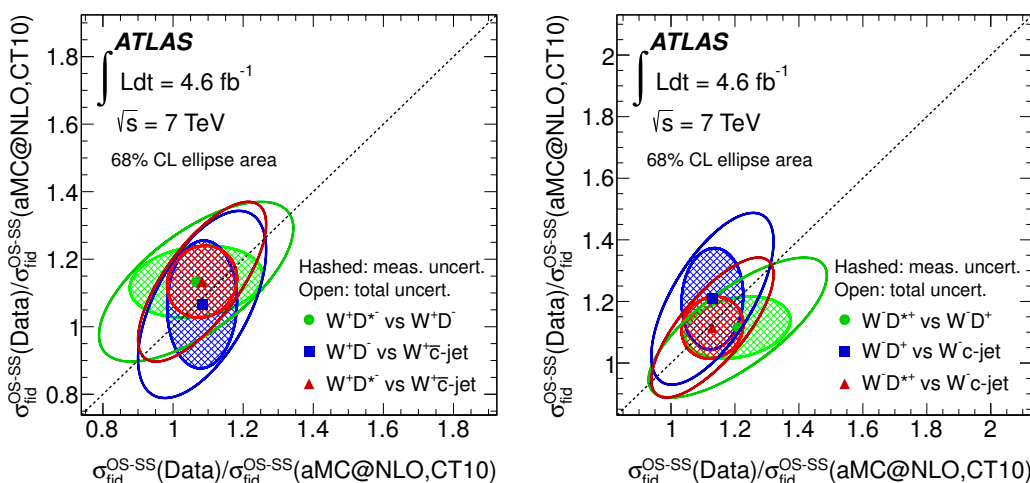 σ_fid^OS-SS(Data)/σ_fid^OS-SS(aMC@NLO,CT10)
1.8
1.6
1.4
1.2
1
0.8
ATLAS
∫ Ldt = 4.6 fb⁻¹
√s = 7 TeV
68% CL ellipse area
Hashed: meas. uncert.
Open: total uncert.
W⁺D*⁻ vs W⁺D⁻
W⁺D⁻ vs W⁺c̅-jet
W⁺D*⁻ vs W⁺c̅-jet
0.8 1 1.2 1.4 1.6 1.8
σ_fid^OS-SS(Data)/σ_fid^OS-SS(aMC@NLO,CT10)
σ_fid^OS-SS(Data)/σ_fid^OS-SS(aMC@NLO,CT10)
2
1.8
1.6
1.4
1.2
1
ATLAS
∫ Ldt = 4.6 fb⁻¹
√s = 7 TeV
68% CL ellipse area
Hashed: meas. uncert.
Open: total uncert.
W⁻D*⁺ vs W⁻D⁺
W⁻D⁺ vs W⁻c-jet
W⁻D*⁺ vs W⁻c-jet
1 1.2 1.4 1.6 1.8 2
σ_fid^OS-SS(Data)/σ_fid^OS-SS(aMC@NLO,CT10)